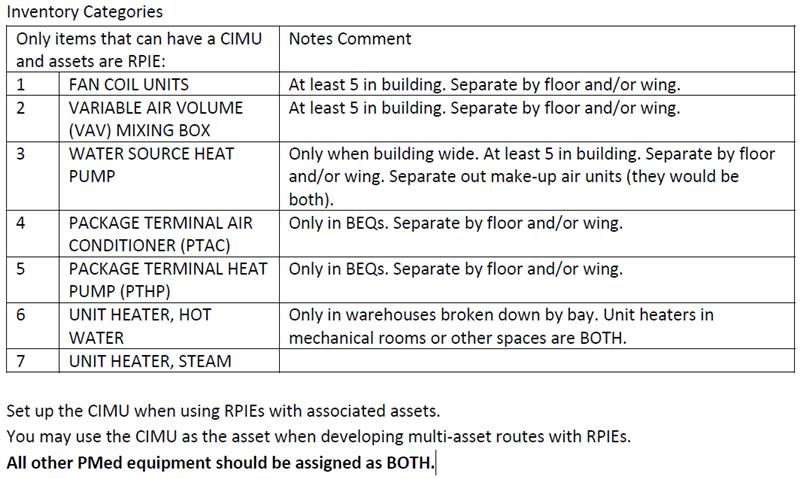 Inventory Categories
Only items that can have a CIMU
and assets are RPIE:
Notes Comment
1 FAN COIL UNITS At least 5 in building. Separate by floor and/or wing.
2 VARIABLE AIR VOLUME
(VAV) MIXING BOX
At least 5 in building. Separate by floor and/or wing.
3 WATER SOURCE HEAT
PUMP
Only when building wide. At least 5 in building. Separate by floor
and/or wing. Separate out make-up air units (they would be
both).
4 PACKAGE TERMINAL AIR
CONDITIONER (PTAC)
Only in BEQs. Separate by floor and/or wing.
5 PACKAGE TERMINAL HEAT
PUMP (PTHP)
Only in BEQs. Separate by floor and/or wing.
6 UNIT HEATER, HOT
WATER
Only in warehouses broken down by bay. Unit heaters in
mechanical rooms or other spaces are BOTH.
7 UNIT HEATER, STEAM
Set up the CIMU when using RPIEs with associated assets.
You may use the CIMU as the asset when developing multi-asset routes with RPIEs.
All other PMed equipment should be assigned as BOTH.